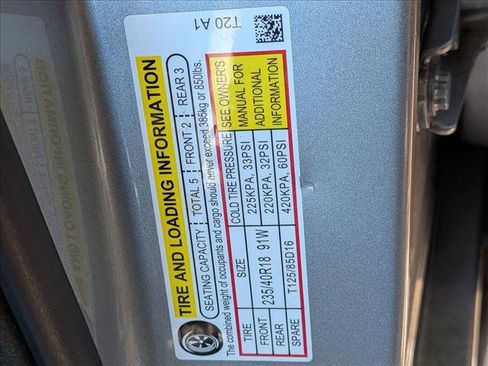 T20 A1
TIRE AND LOADING INFORMATION
SEATING CAPACITY TOTAL 5 FRONT 2 REAR 3
The combined weight of occupants and cargo should never exceed 385kg or 850lbs.
TIRE SIZE COLD TIRE PRESSURE SEE OWNER'S MANUAL FOR ADDITIONAL INFORMATION
FRONT 235/40R18 91W 225KPA, 33PSI
REAR 220KPA, 32PSI
SPARE T125/85D16 420KPA, 60PSI